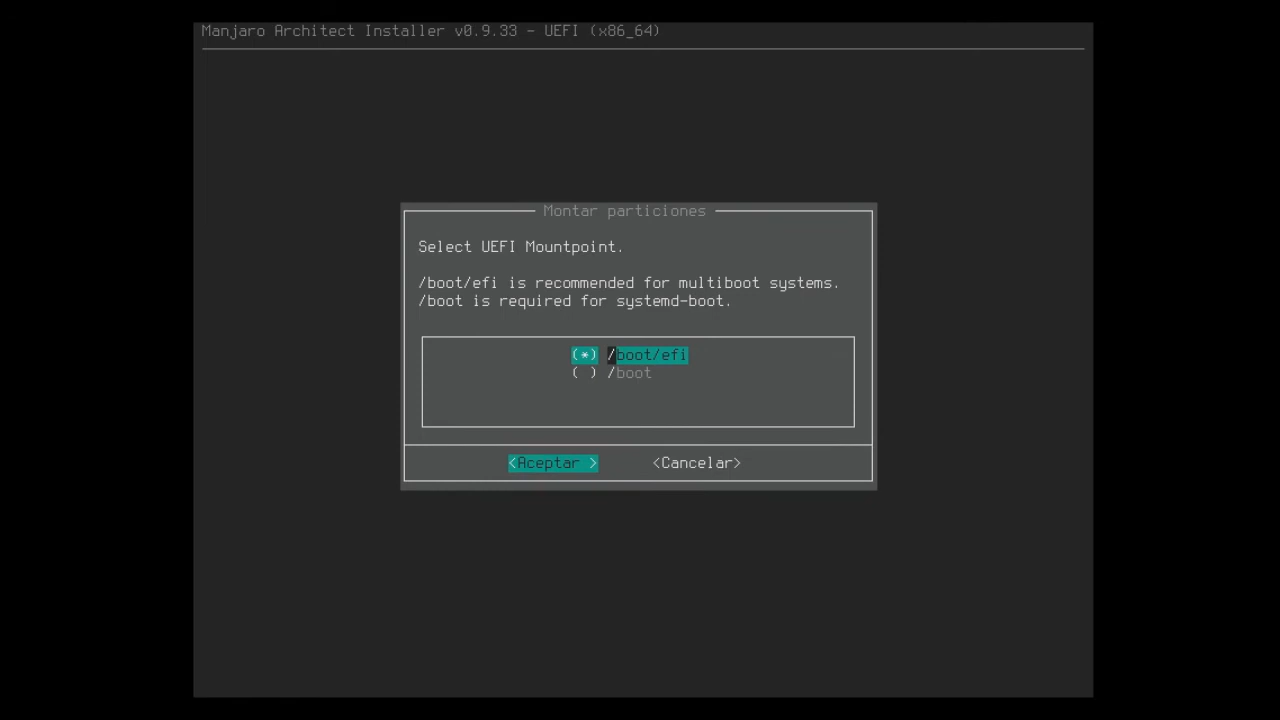 Manjaro Architect Installer v0.9.33 - UEFI (x86_64)
Montar particiones
Select UEFI Mountpoint.
/boot/efi is recommended for multiboot systems.
/boot is required for systemd-boot.
(*) /boot/efi
( ) /boot
<Aceptar > <Cancelar>